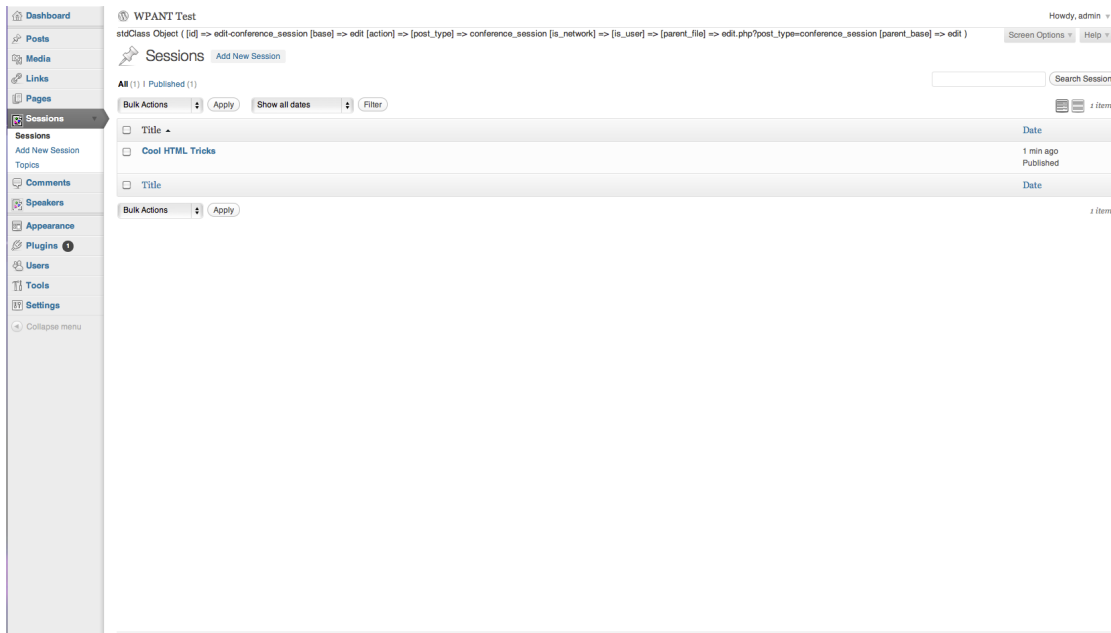 Dashboard
Posts
Media
Links
Pages
Sessions
Sessions
Add New Session
Topics
Comments
Speakers
Appearance
Plugins 1
Users
Tools
Settings
Collapse menu
WPANT Test
Howdy, admin
stdClass Object ( [id] => edit-conference_session [base] => edit [action] => [post_type] => conference_session [is_network] => [is_user] => [parent_file] => edit.php?post_type=conference_session [parent_base] => edit )
Screen Options Help
Sessions Add New Session
All (1) | Published (1)
Search Session
Bulk Actions Apply Show all dates Filter
1 item
Title Date
Cool HTML Tricks 1 min ago
Published
Title Date
Bulk Actions Apply
1 item